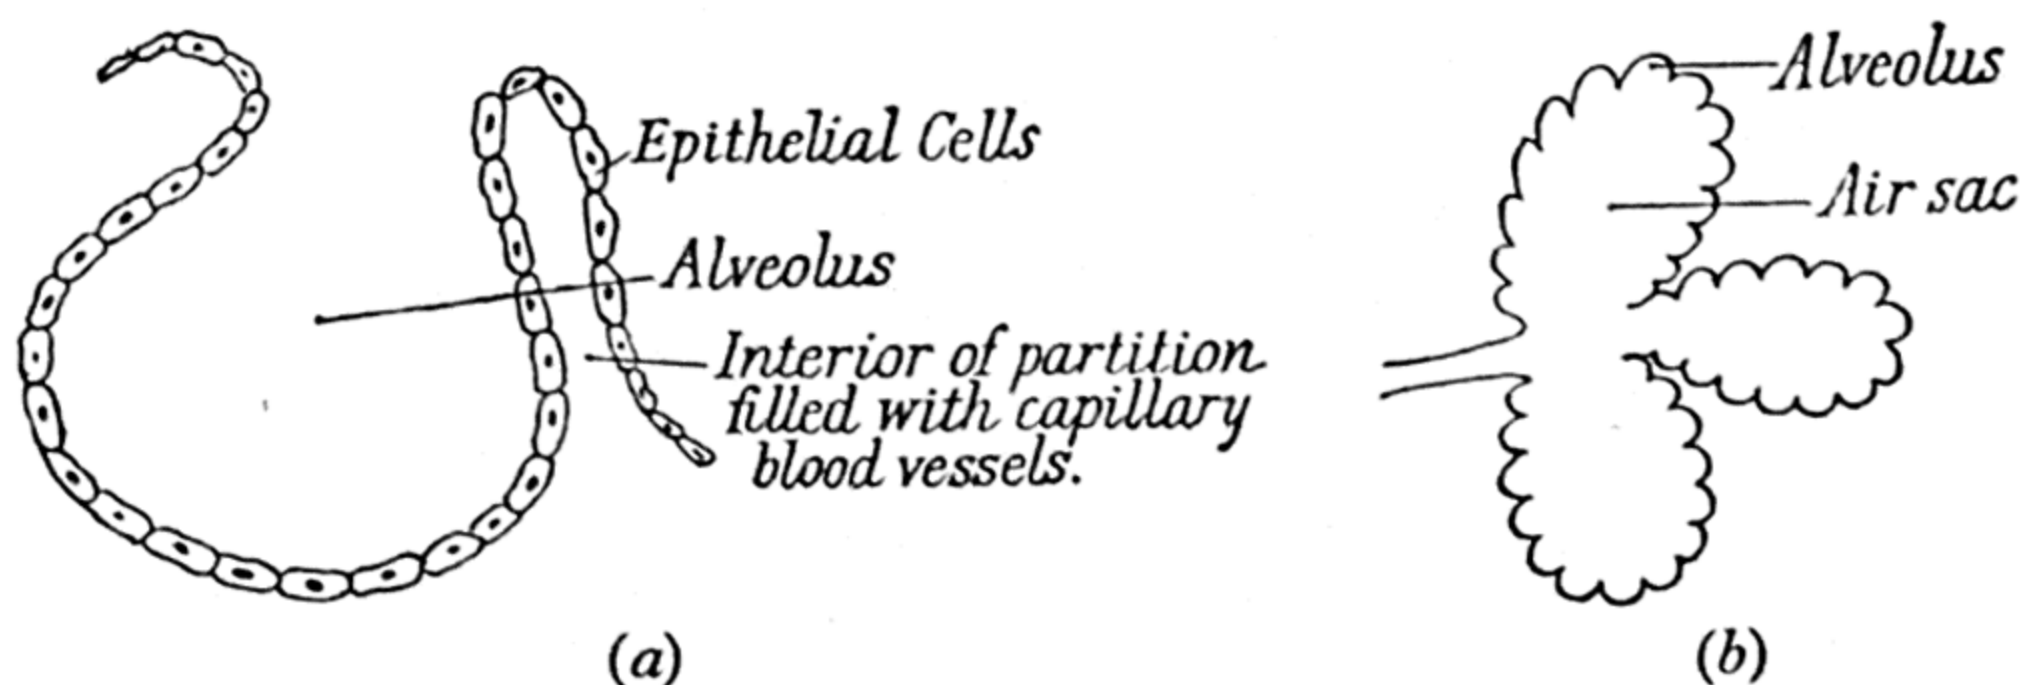 Epithelial Cells
Alveolus
Interior of partition
filled with capillary
blood vessels.
(a)
Alveolus
Air sac
(b)